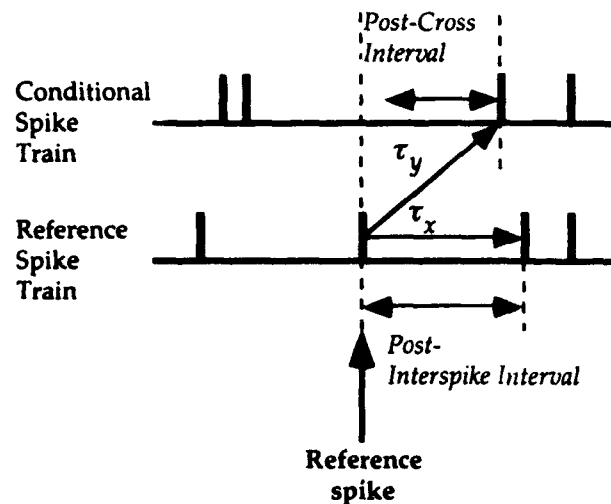 Post-Cross
Interval
Conditional
Spike
Train
τy
Reference
Spike
Train
τx
Post-
Interspike Interval
Reference
spike